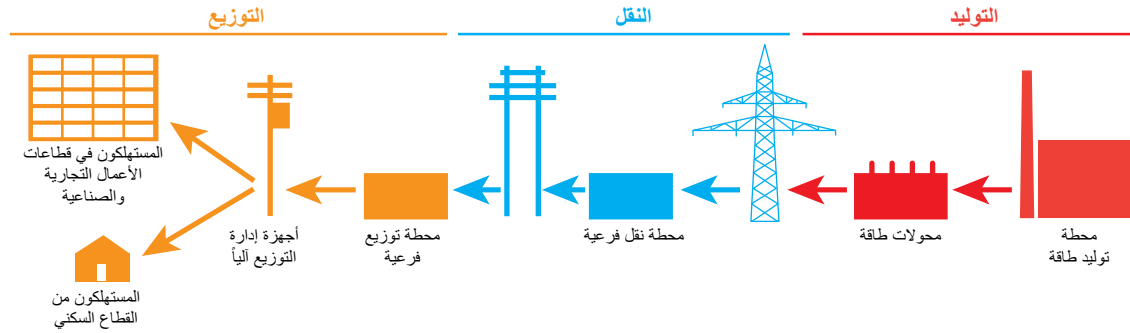 التوليد
النقل
التوزيع
محطة
توليد طاقة
محولات طاقة
محطة نقل فرعية
محطة توزيع
فرعية
أجهزة إدارة
التوزيع آلياً
المستهلكون في قطاعات
الأعمال التجارية
والصناعية
المستهلكون من
القطاع السكني